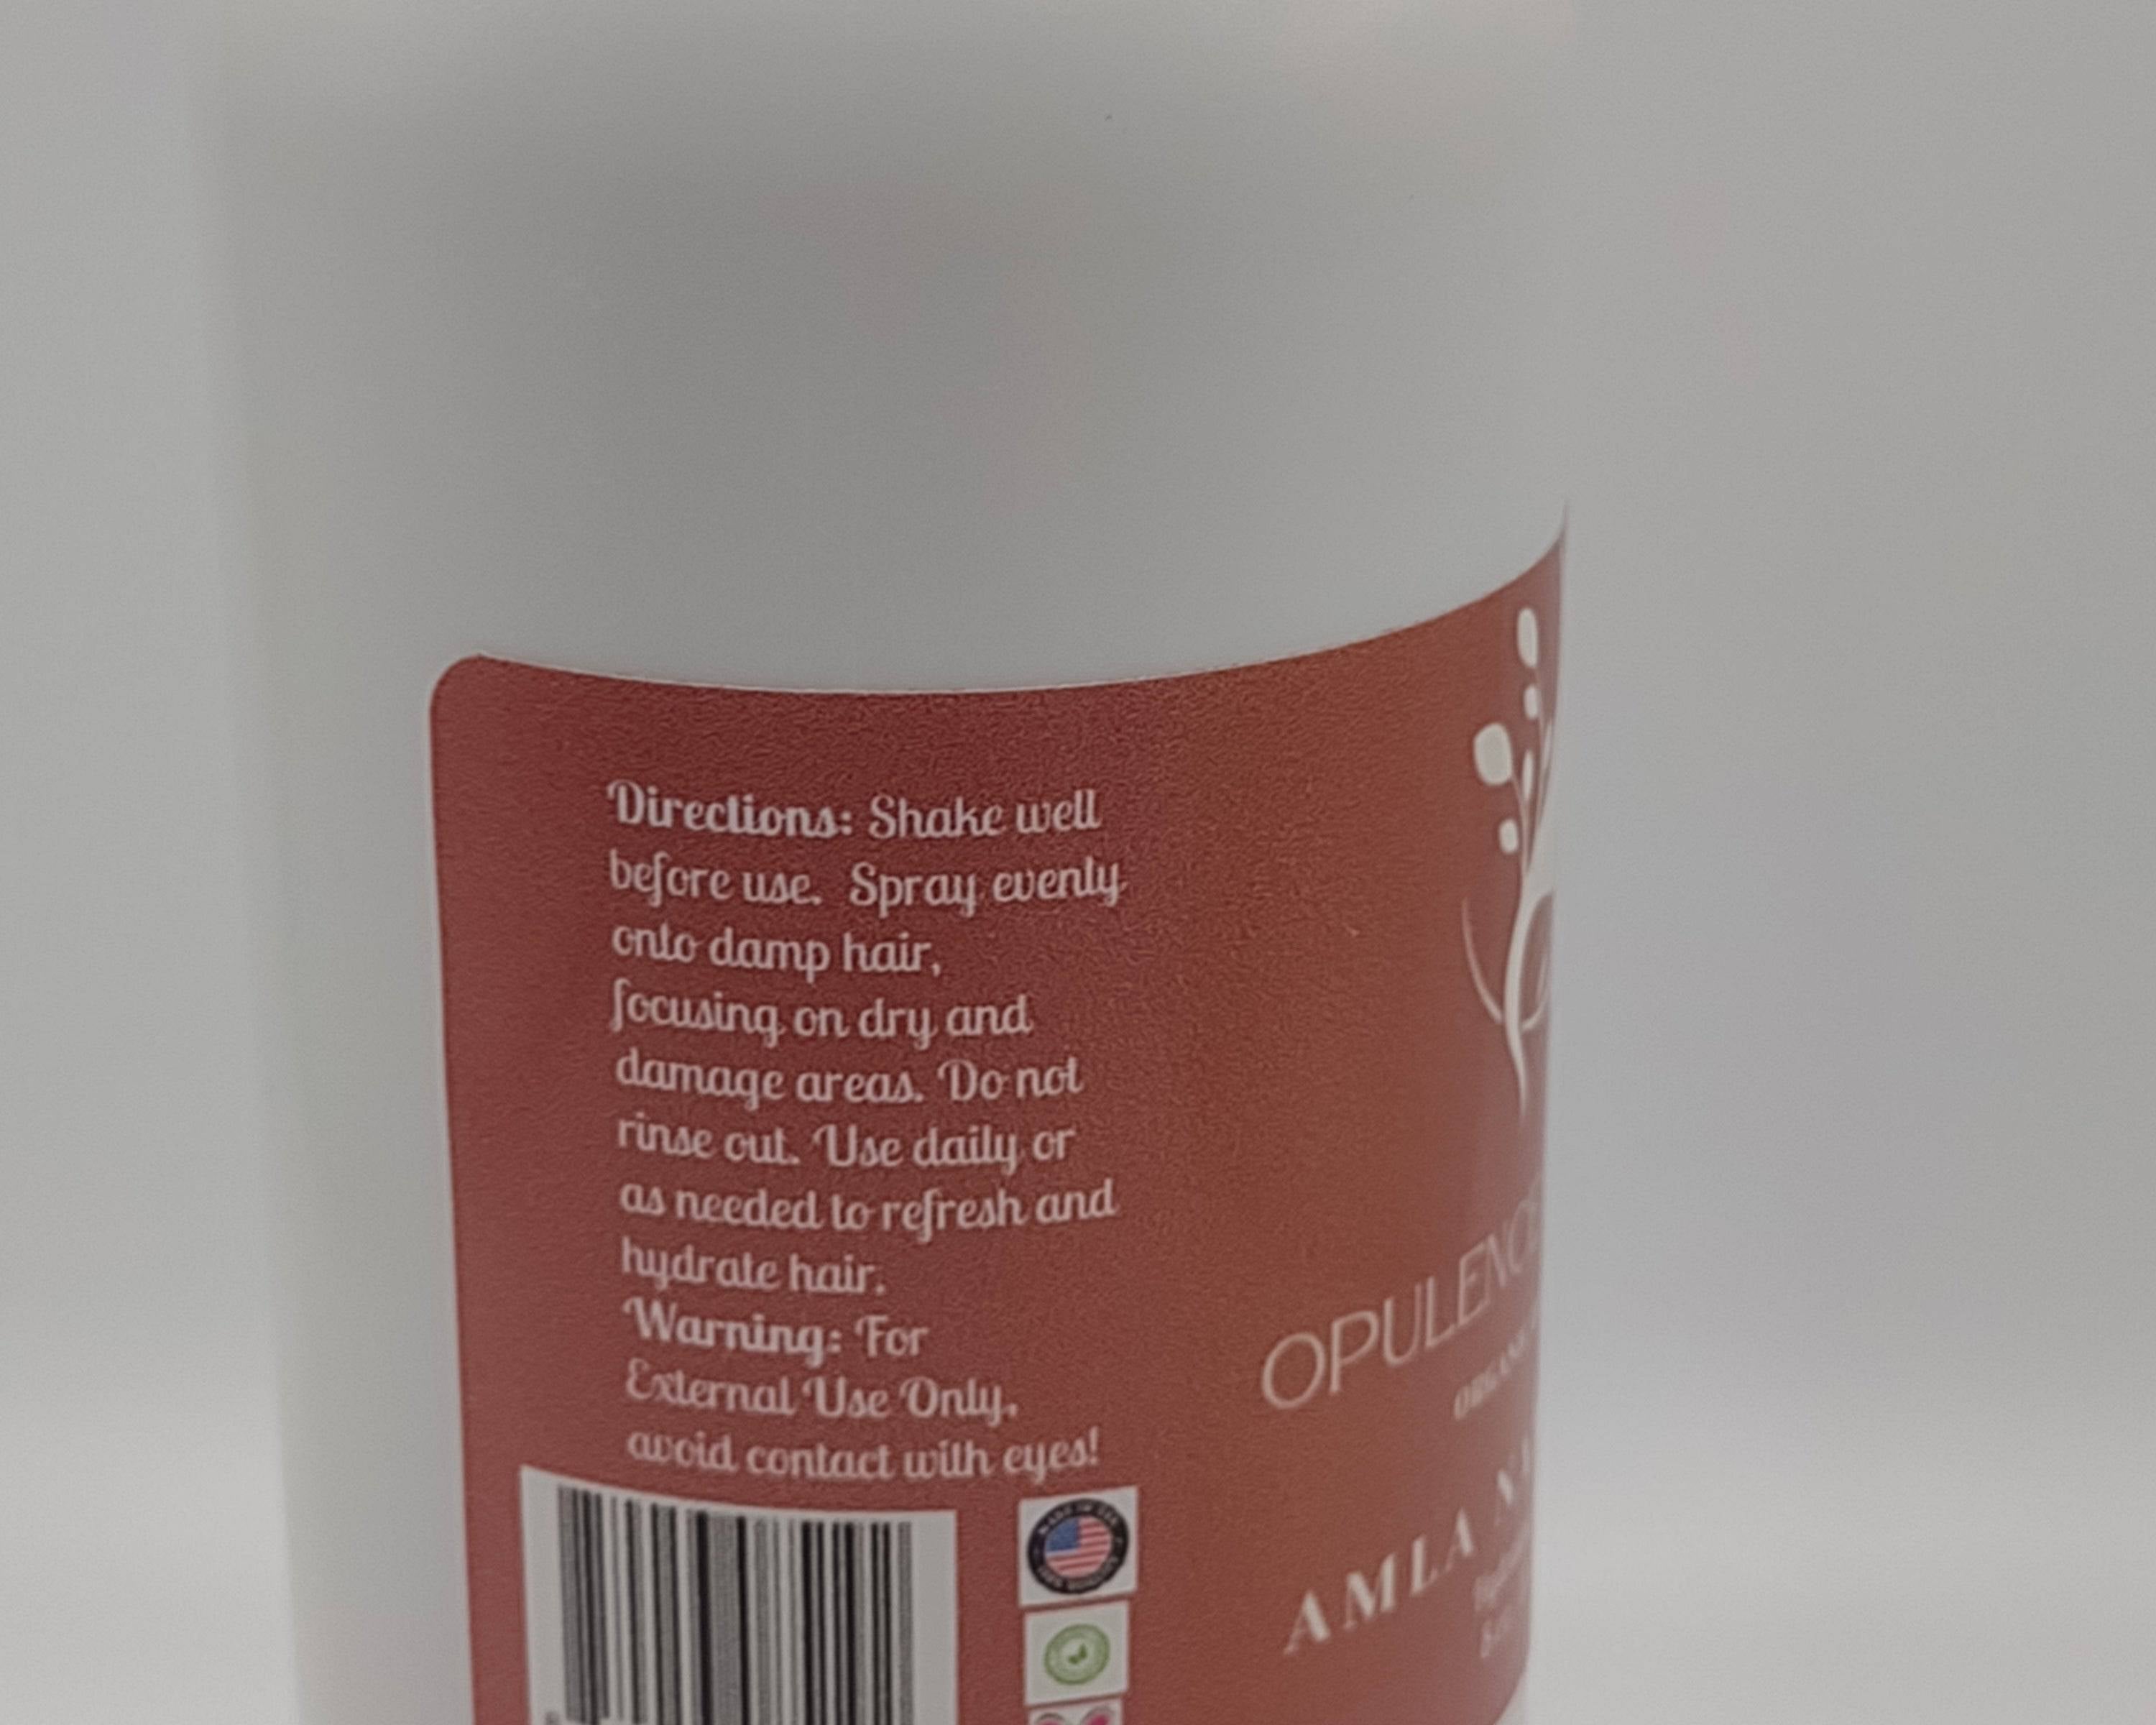 Directions: Shake well
before use. Spray evenly
onto damp hair,
focusing on dry and
damage areas. Do not
rinse out. Use daily or
as needed to refresh and
hydrate hair.
Warning: For
External Use Only,
avoid contact with eyes!
OPULENC
ORGANI
AMLA N